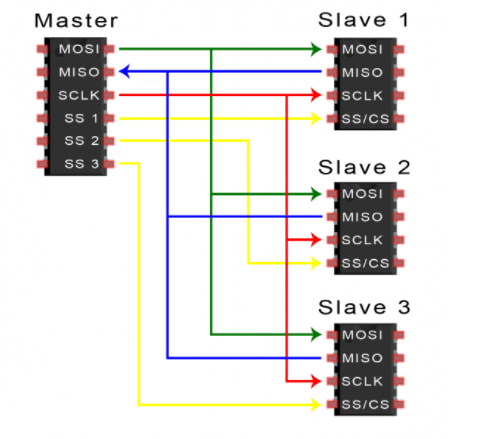 Master
MOSI
MISO
SCLK
SS 1
SS 2
SS 3
Slave 1
MOSI
MISO
SCLK
SS/CS
Slave 2
MOSI
MISO
SCLK
SS/CS
Slave 3
MOSI
MISO
SCLK
SS/CS